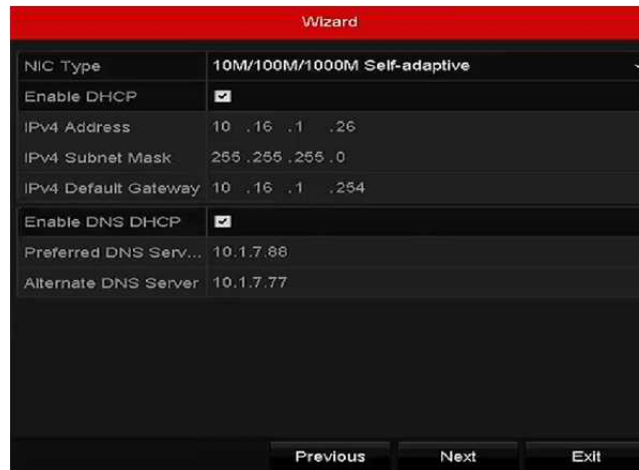 Wizard
NIC Type 10M/100M/1000M Self-adaptive
Enable DHCP
IPv4 Address 10 .16 .1 .26
IPv4 Subnet Mask 255.255.255.0
IPv4 Default Gateway 10 .16 .1 .254
Enable DNS DHCP
Preferred DNS Serv... 10.1.7.88
Alternate DNS Server 10.1.7.77
Previous Next Exit